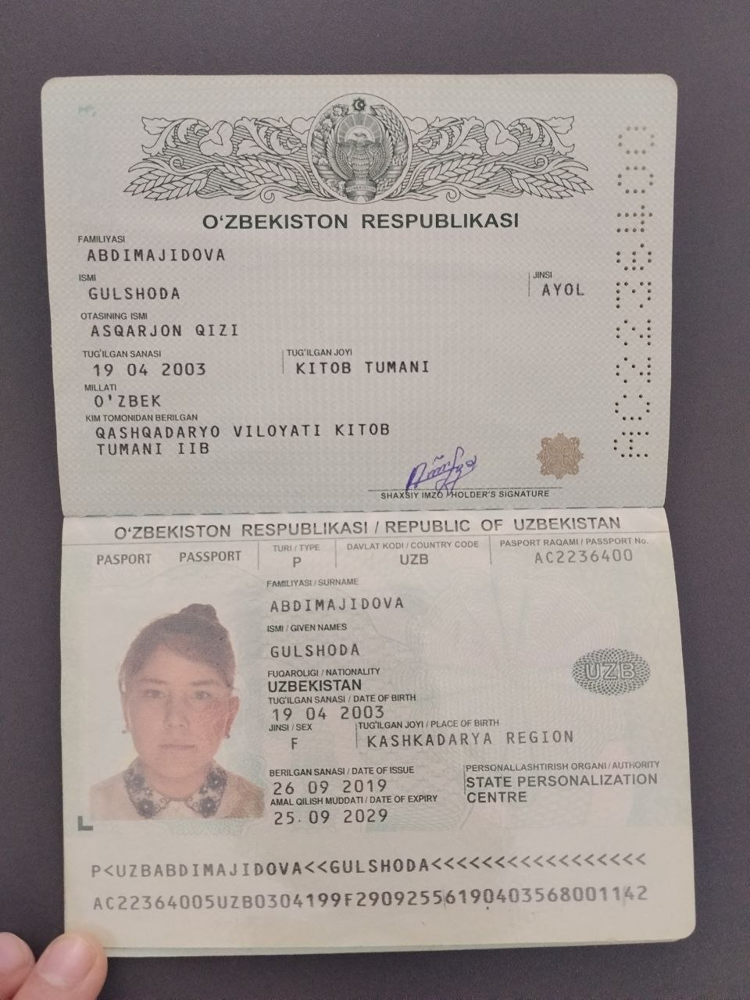 O‘ZBEKISTON RESPUBLIKASI
FAMILIYASI
ABDIMAJIDOVA
ISMI
GULSHODA
JINSI
AYOL
OTASINING ISMI
ASQARJON QIZI
TUG‘ILGAN SANASI
19 04 2003
TUG‘ILGAN JOYI
KITOB TUMANI
MILLATI
O'ZBEK
KIM TOMONIDAN BERILGAN
QASHQADARYO VILOYATI KITOB
TUMANI IIB
SHAXSIY IMZO / HOLDER'S SIGNATURE
O‘ZBEKISTON RESPUBLIKASI / REPUBLIC OF UZBEKISTAN
PASPORT PASSPORT
TURI / TYPE
P
DAVLAT KODI / COUNTRY CODE
UZB
PASPORT RAQAMI / PASSPORT No.
AC2236400
FAMILIYASI / SURNAME
ABDIMAJIDOVA
ISMI / GIVEN NAMES
GULSHODA
FUQAROLIGI / NATIONALITY
UZBEKISTAN
UZB
TUG‘ILGAN SANASI / DATE OF BIRTH
19 04 2003
JINSI / SEX
F
TUG‘ILGAN JOYI / PLACE OF BIRTH
KASHKADARYA REGION
BERILGAN SANASI / DATE OF ISSUE
26 09 2019
PERSONALLASHTIRISH ORGANI / AUTHORITY
STATE PERSONALIZATION
CENTRE
AMAL QILISH MUDDATI / DATE OF EXPIRY
25 09 2029
P<UZBABDIMAJIDOVA<<GULSHODA<<<<<<<<<<<<<<<<<
AC22364005UZB0304199F29092556190403568001142